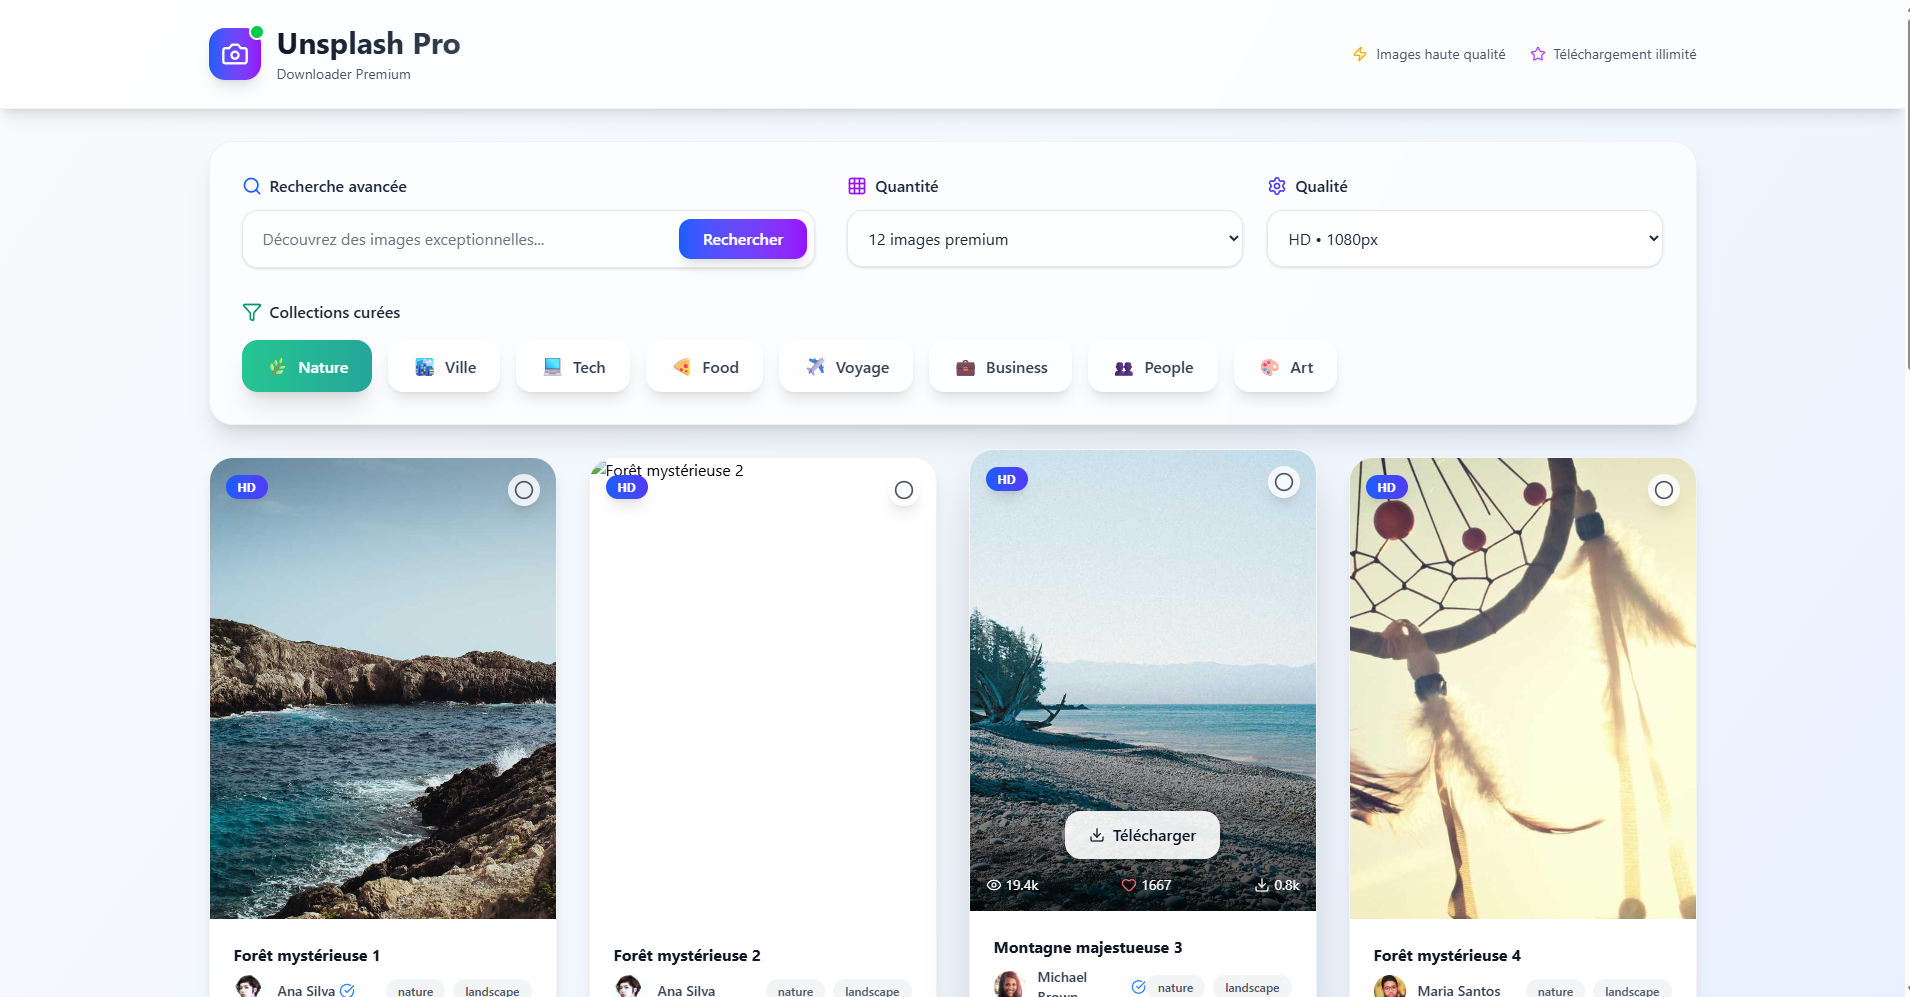 Unsplash Pro
Downloader Premium
Images haute qualité
Téléchargement illimité
Recherche avancée
Quantité
Qualité
Découvrez des images exceptionnelles...
Rechercher
12 images premium
HD • 1080px
Collections curées
Nature
Ville
Tech
Food
Voyage
Business
People
Art
HD
Forêt mystérieuse 2
HD
HD
HD
Télécharger
19.4k
1667
0.8k
Forêt mystérieuse 1
Forêt mystérieuse 2
Montagne majestueuse 3
Forêt mystérieuse 4
Ana Silva
nature
landscape
Ana Silva
nature
landscape
Michael
Brown
nature
landscape
Maria Santos
nature
landscape